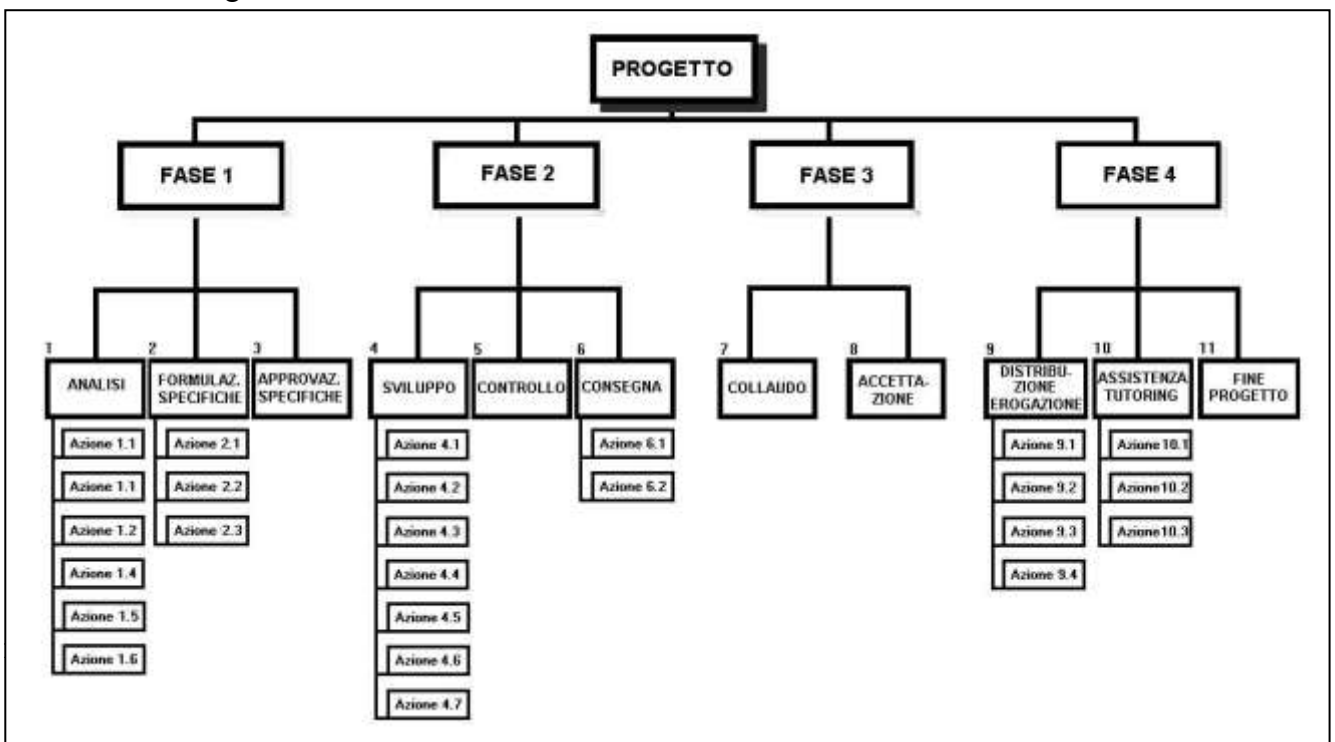 PROGETTO
FASE 1
FASE 2
FASE 3
FASE 4
1
ANALISI
2
FORMULAZ.
SPECIFICHE
3
APPROVAZ.
SPECIFICHE
4
SVILUPPO
5
CONTROLLO
6
CONSEGNA
7
COLLAUDO
8
ACCETTA-
ZIONE
9
DISTRIBU-
ZIONE
EROGAZIONE
10
ASSISTENZA
TUTORING
11
FINE
PROGETTO
Azione 1.1
Azione 1.1
Azione 1.2
Azione 1.4
Azione 1.5
Azione 1.6
Azione 2.1
Azione 2.2
Azione 2.3
Azione 4.1
Azione 4.2
Azione 4.3
Azione 4.4
Azione 4.5
Azione 4.6
Azione 4.7
Azione 6.1
Azione 6.2
Azione 9.1
Azione 9.2
Azione 9.3
Azione 9.4
Azione 10.1
Azione 10.2
Azione 10.3